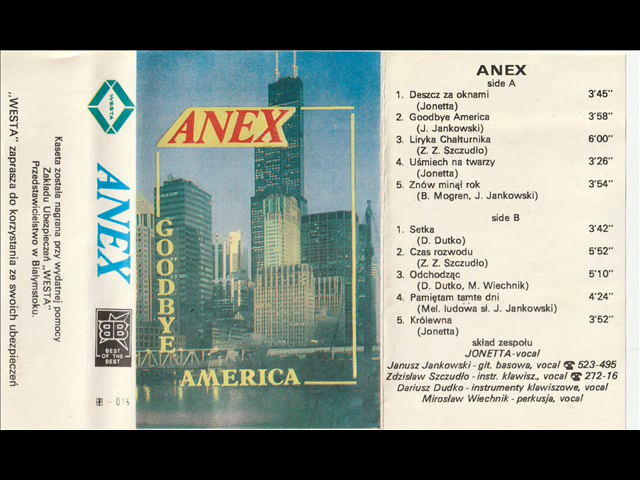 „WESTA" zaprasza do korzystania ze swoich ubezpieczeń
Kaseta została nagrana przy wydatnej pomocy
Zakładu Ubezpieczeń „WESTA"
Przedstawicielstwo w Białymstoku.
WESTA
ANEX
BEST
OF THE
BEST
- 016
ANEX
GOODBYE
AMERICA
ANEX
side A
1. Deszcz za oknami 3'45"
(Jonetta)
2. Goodbye America 3'58"
(J. Jankowski)
3. Liryka Chałturnika 6'00"
(Z. Z. Szczudło)
4. Uśmiech na twarzy 3'26"
(Jonetta)
5. Znów minął rok 3'54"
(B. Mogren, J. Jankowski)
side B
1. Setka 3'42"
(D. Dutko)
2. Czas rozwodu 5'52"
(Z. Z. Szczudło)
3. Odchodząc 5'10"
(D. Dutko, M. Wiechnik)
4. Pamiętam tamte dni 4'24"
(Mel. ludowa sł. J. Jankowski)
5. Królewna 3'52"
(Jonetta)
skład zespołu
JONETTA-vocal
Janusz Jankowski - git. basowa, vocal ☎ 523-495
Zdzisław Szczudło - instr. klawisz., vocal ☎ 272-16
Dariusz Dudko - instrumenty klawiszowe, vocal
Mirosław Wiechnik - perkusja, vocal